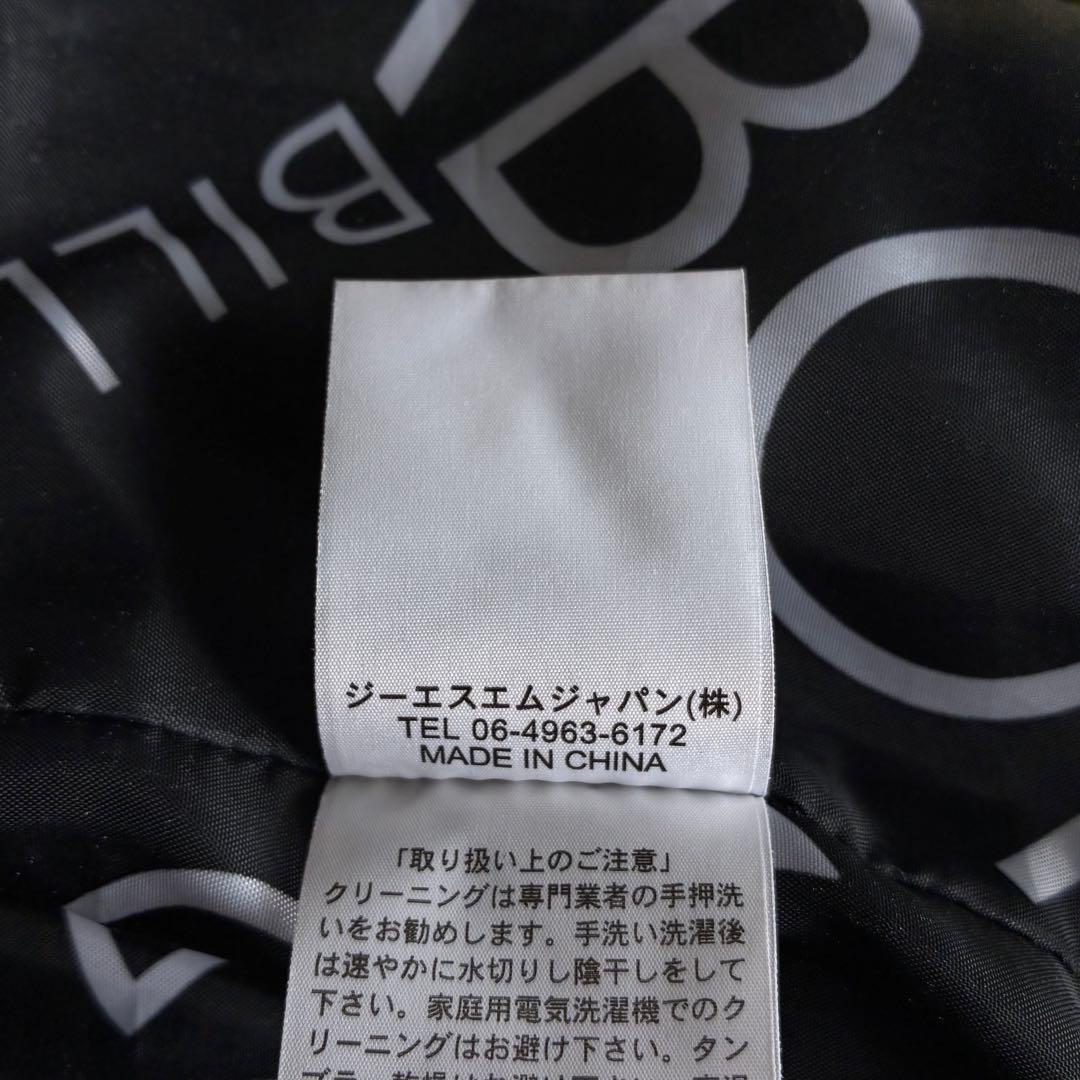 BILL
ジーエスエムジャパン(株)
TEL 06-4963-6172
MADE IN CHINA
「取り扱い上のご注意」
クリーニングは専門業者の手押洗
いをお勧めします。手洗い洗濯後
は速やかに水切りし陰干しをして
下さい。家庭用電気洗濯機でのク
リーニングはお避け下さい。タン